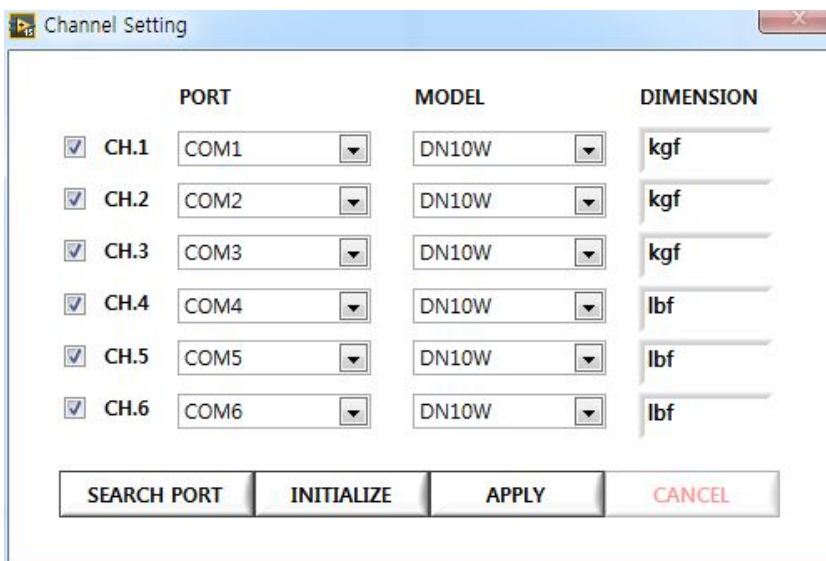 Channel Setting
PORT MODEL DIMENSION
CH.1 COM1 DN10W kgf
CH.2 COM2 DN10W kgf
CH.3 COM3 DN10W kgf
CH.4 COM4 DN10W lbf
CH.5 COM5 DN10W lbf
CH.6 COM6 DN10W lbf
SEARCH PORT INITIALIZE APPLY CANCEL